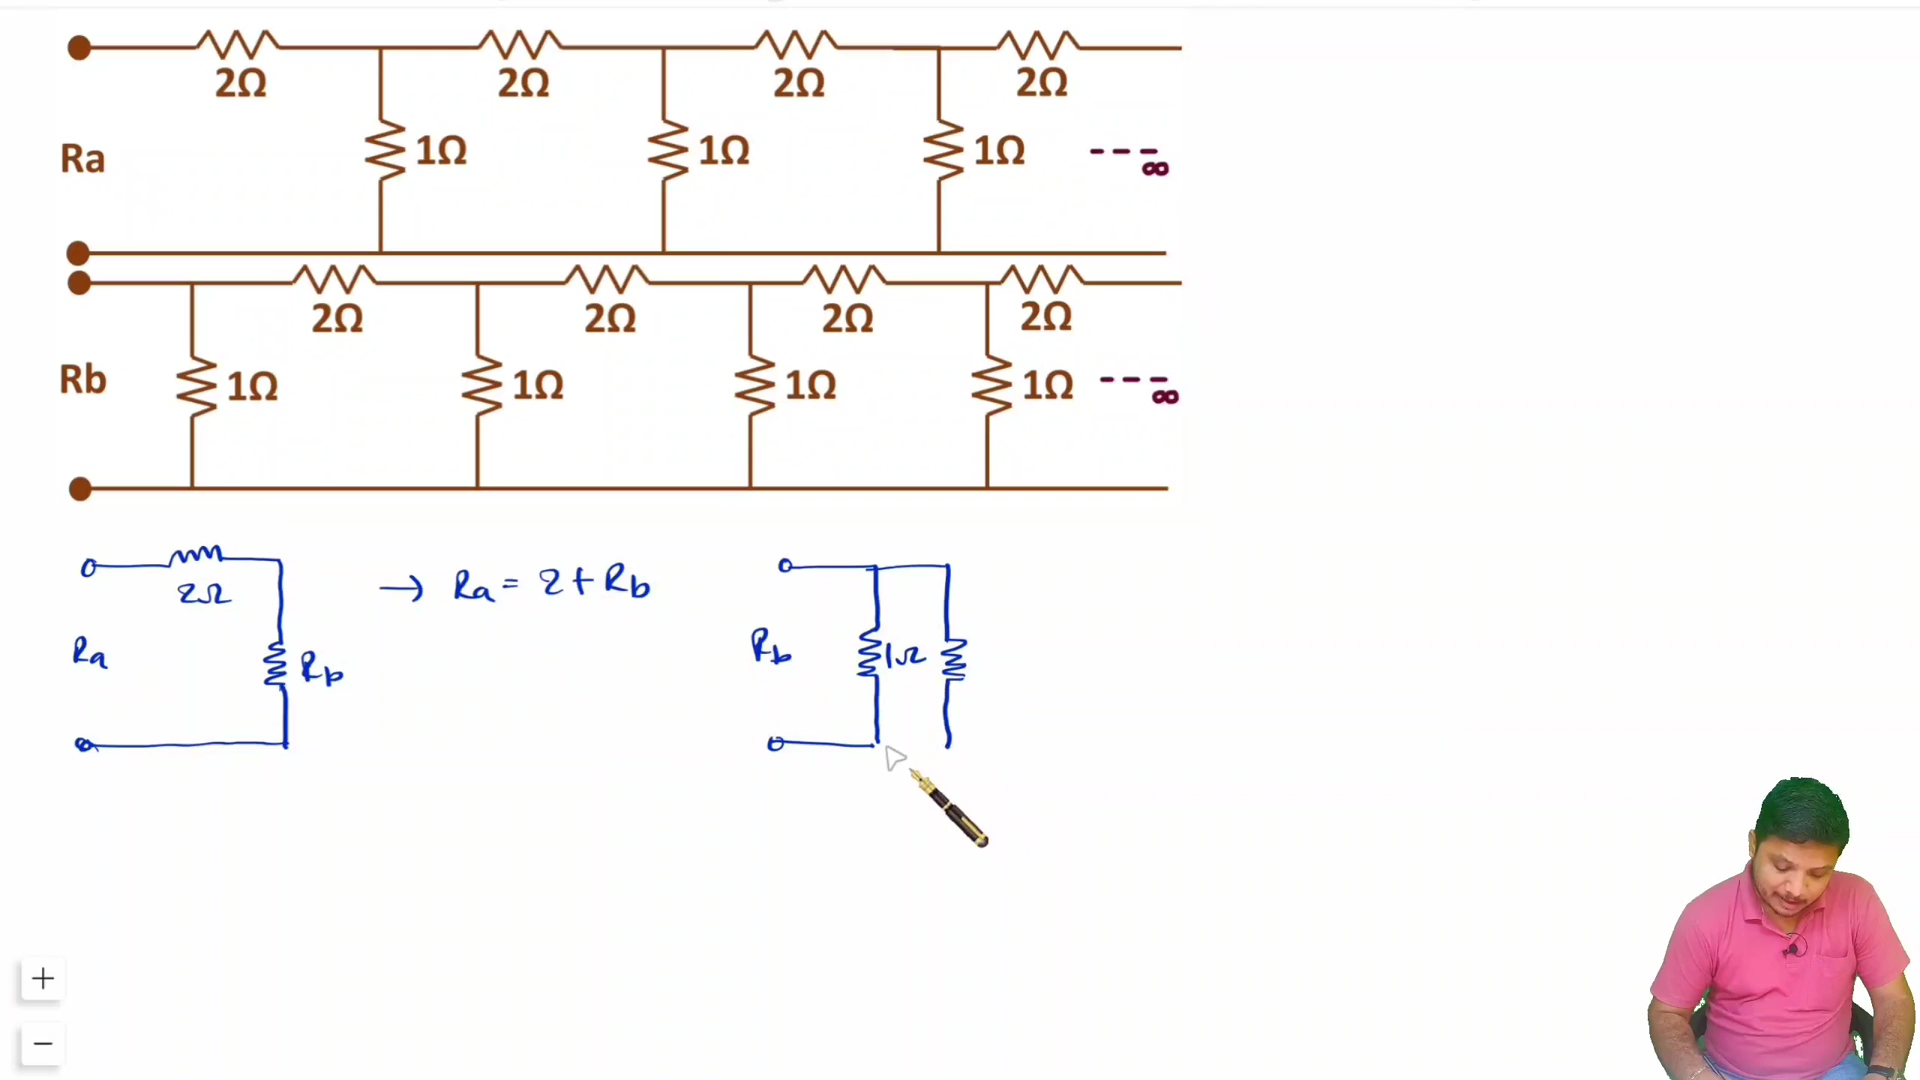 2Ω 2Ω 2Ω 2Ω
Ra 1Ω 1Ω 1Ω ---∞
2Ω 2Ω 2Ω 2Ω
Rb 1Ω 1Ω 1Ω 1Ω ---∞
2Ω → Ra = 2 + Rb
Ra Rb Rb 1Ω
+
−